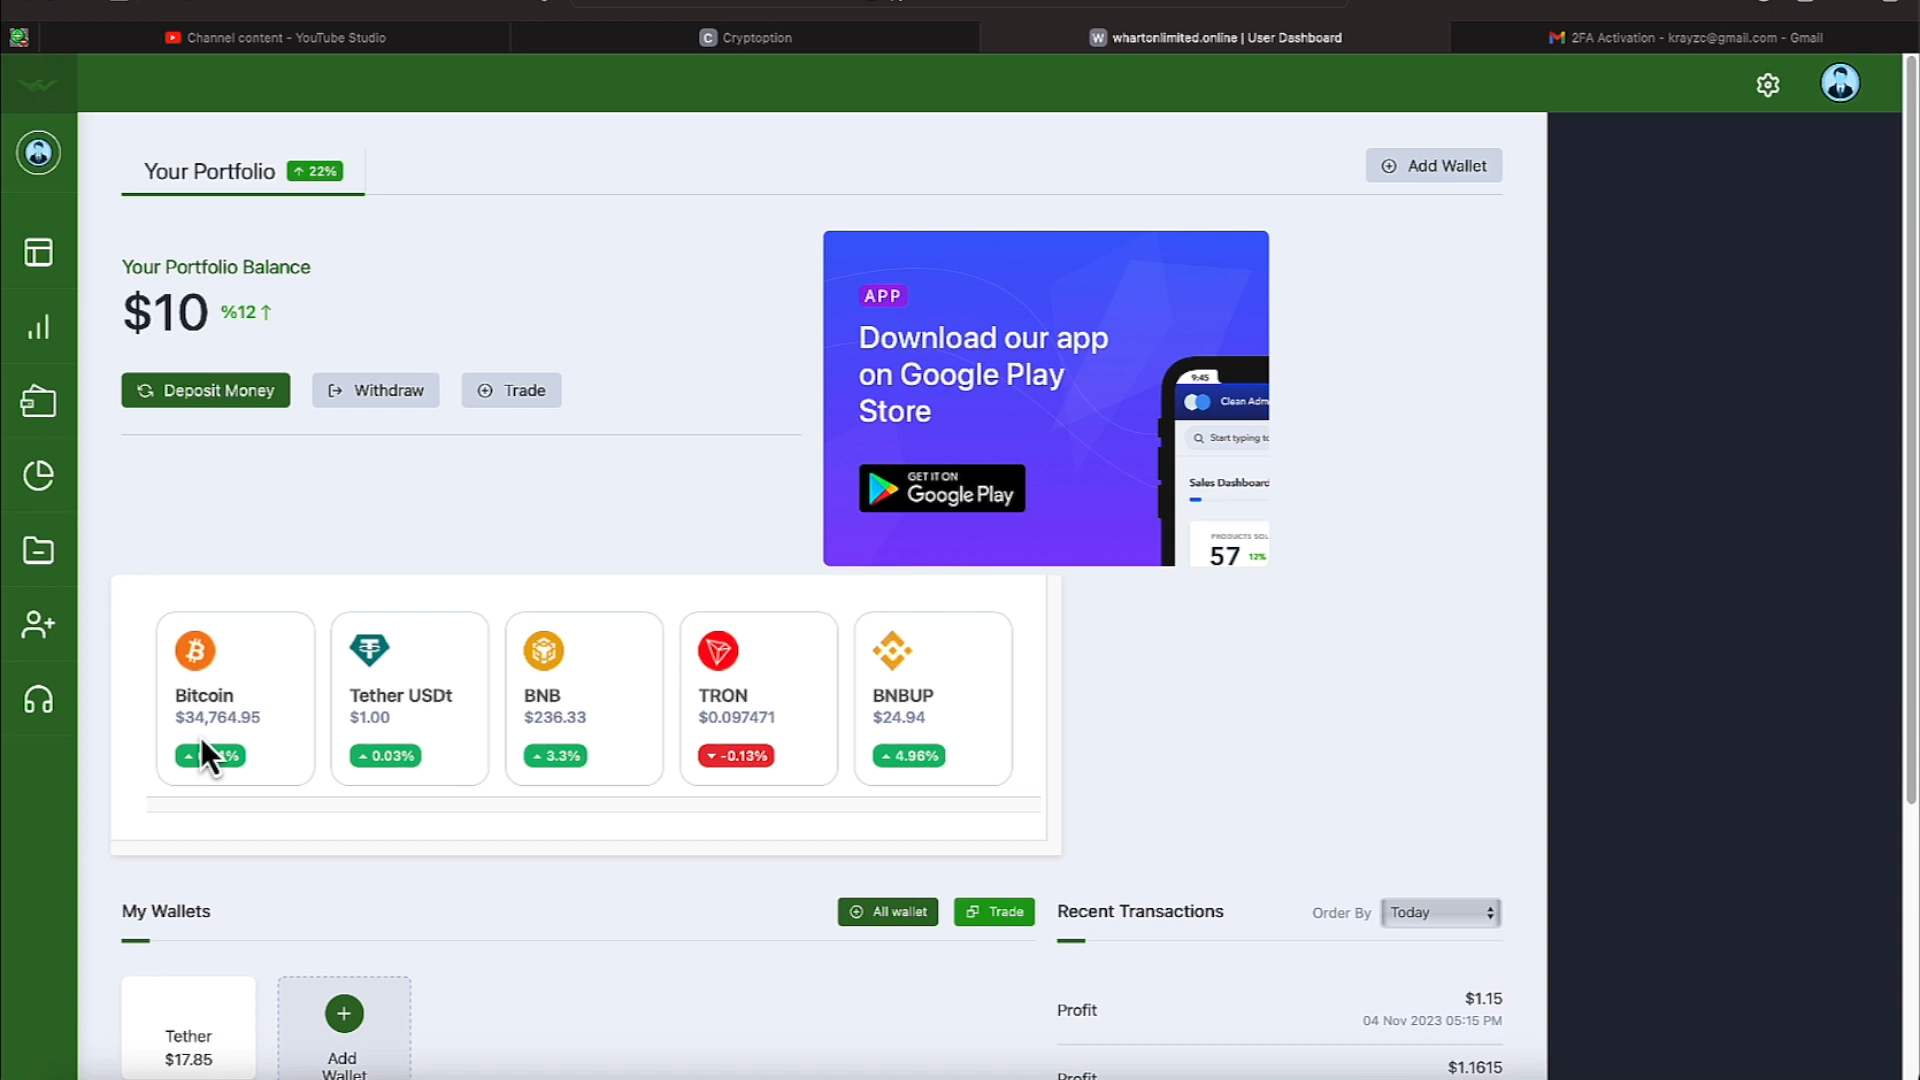 Channel content - YouTube Studio
Cryptoption
whartonlimited.online | User Dashboard
2FA Activation - krayzc@gmail.com - Gmail
Your Portfolio
22%
Add Wallet
Your Portfolio Balance
$10 %12
Deposit Money
Withdraw
Trade
APP
Download our app
on Google Play
Store
GET IT ON
Google Play
9:45
Clean Adm
Start typing to
Sales Dashboard
PRODUCTS SOL
57 12%
Bitcoin
$34,764.95
Tether USDt
$1.00
0.03%
BNB
$236.33
3.3%
TRON
$0.097471
-0.13%
BNBUP
$24.94
4.96%
My Wallets
All wallet
Trade
Tether
$17.85
Add
Wallet
Recent Transactions
Order By
Today
Profit
$1.15
04 Nov 2023 05:15 PM
Profit
$1.1615